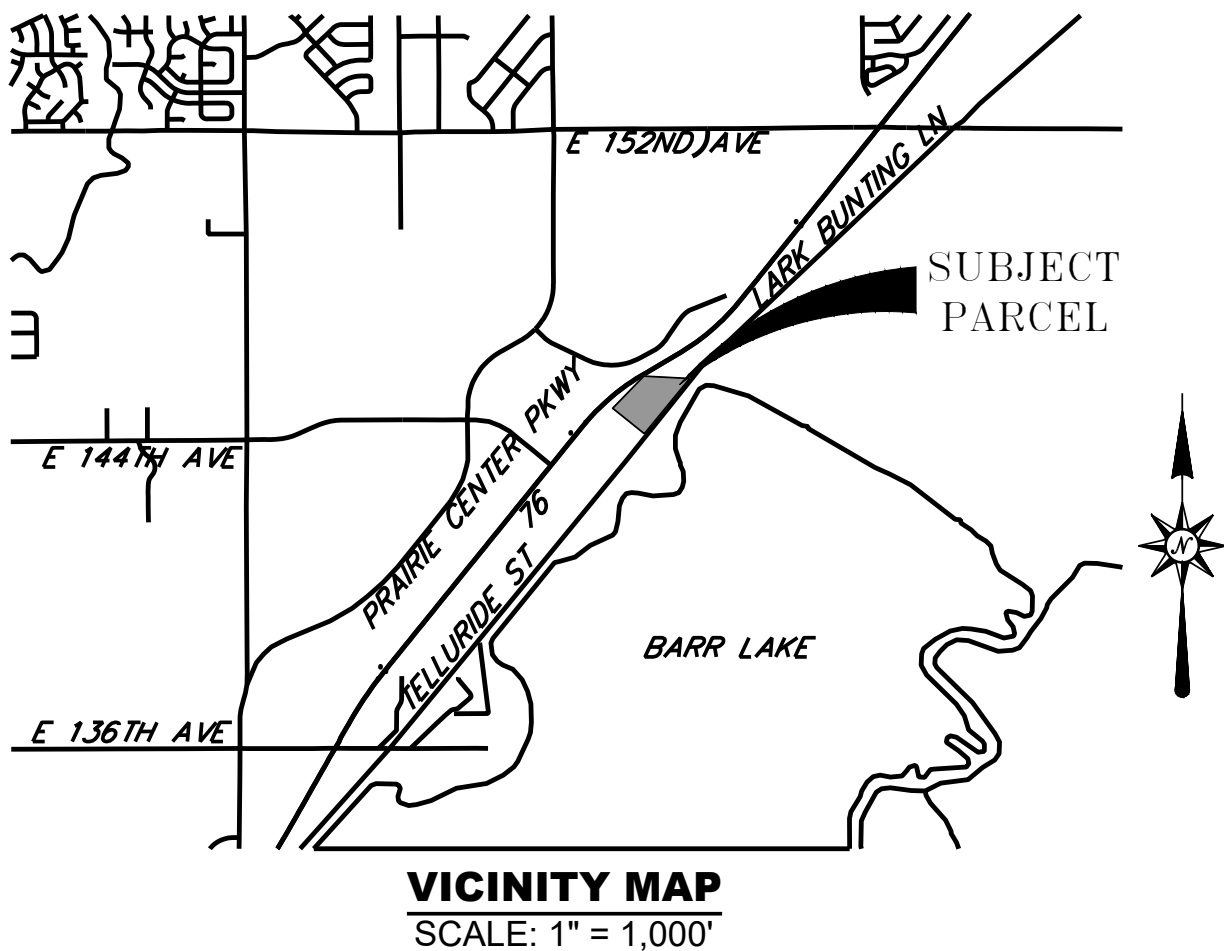 E 152ND AVE
LARK BUNTING LN
SUBJECT
PARCEL
PRAIRIE CENTER PKWY
E 144TH AVE
76
TELLURIDE ST
N
BARR LAKE
E 136TH AVE
VICINITY MAP
SCALE: 1" = 1,000'